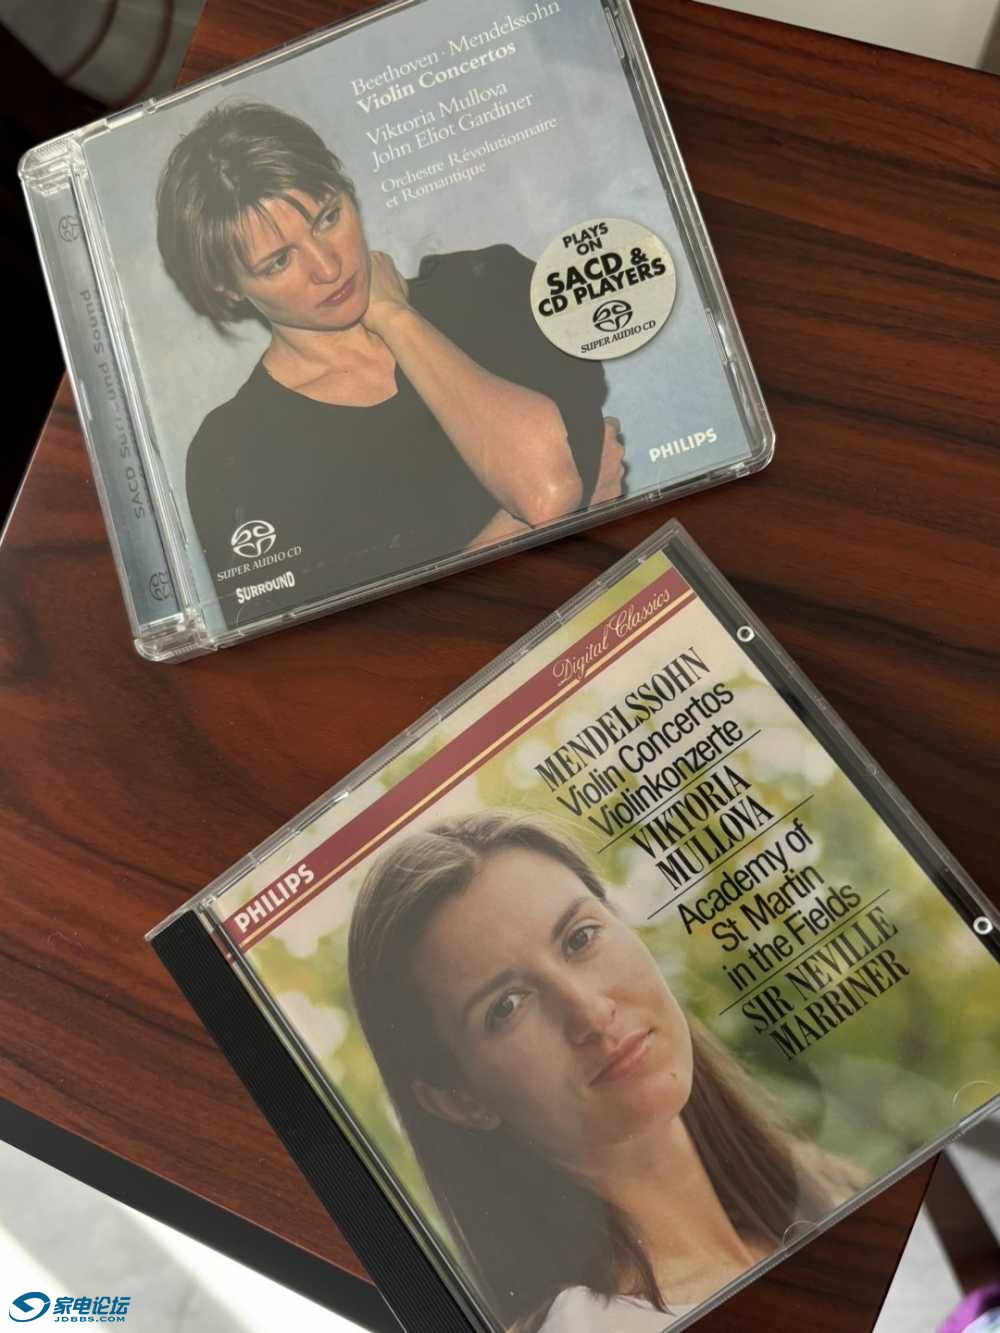 Beethoven · Mendelssohn
Violin Concertos
Viktoria Mullova
John Eliot Gardiner
Orchestre Révolutionnaire
et Romantique
PLAYS
ON
SACD &
CD PLAYERS
SUPER AUDIO CD
PHILIPS
SUPER AUDIO CD
SURROUND
SACD Surround Sound
Digital Classics
PHILIPS
MENDELSSOHN
Violin Concertos
Violinkonzerte
VIKTORIA
MULLOVA
Academy of
St Martin
in the Fields
SIR NEVILLE
MARRINER
家电论坛
JDBBS.COM